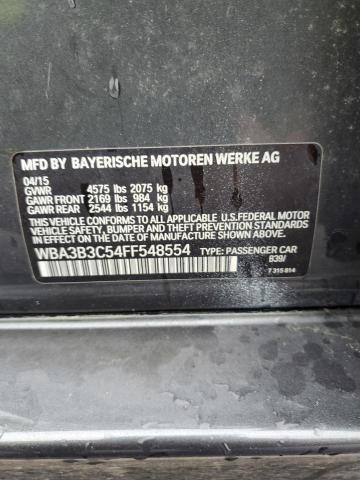 MFD BY BAYERISCHE MOTOREN WERKE AG
04/15
GVWR 4575 lbs 2075 kg
GAWR FRONT 2169 lbs 984 kg
GAWR REAR 2544 lbs 1154 kg
THIS VEHICLE CONFORMS TO ALL APPLICABLE U.S.FEDERAL MOTOR
VEHICLE SAFETY, BUMPER, AND THEFT PREVENTION STANDARDS
IN EFFECT ON THE DATE OF MANUFACTURE SHOWN ABOVE.
WBA3B3C54FF548554 TYPE: PASSENGER CAR
B39/
7 315 814